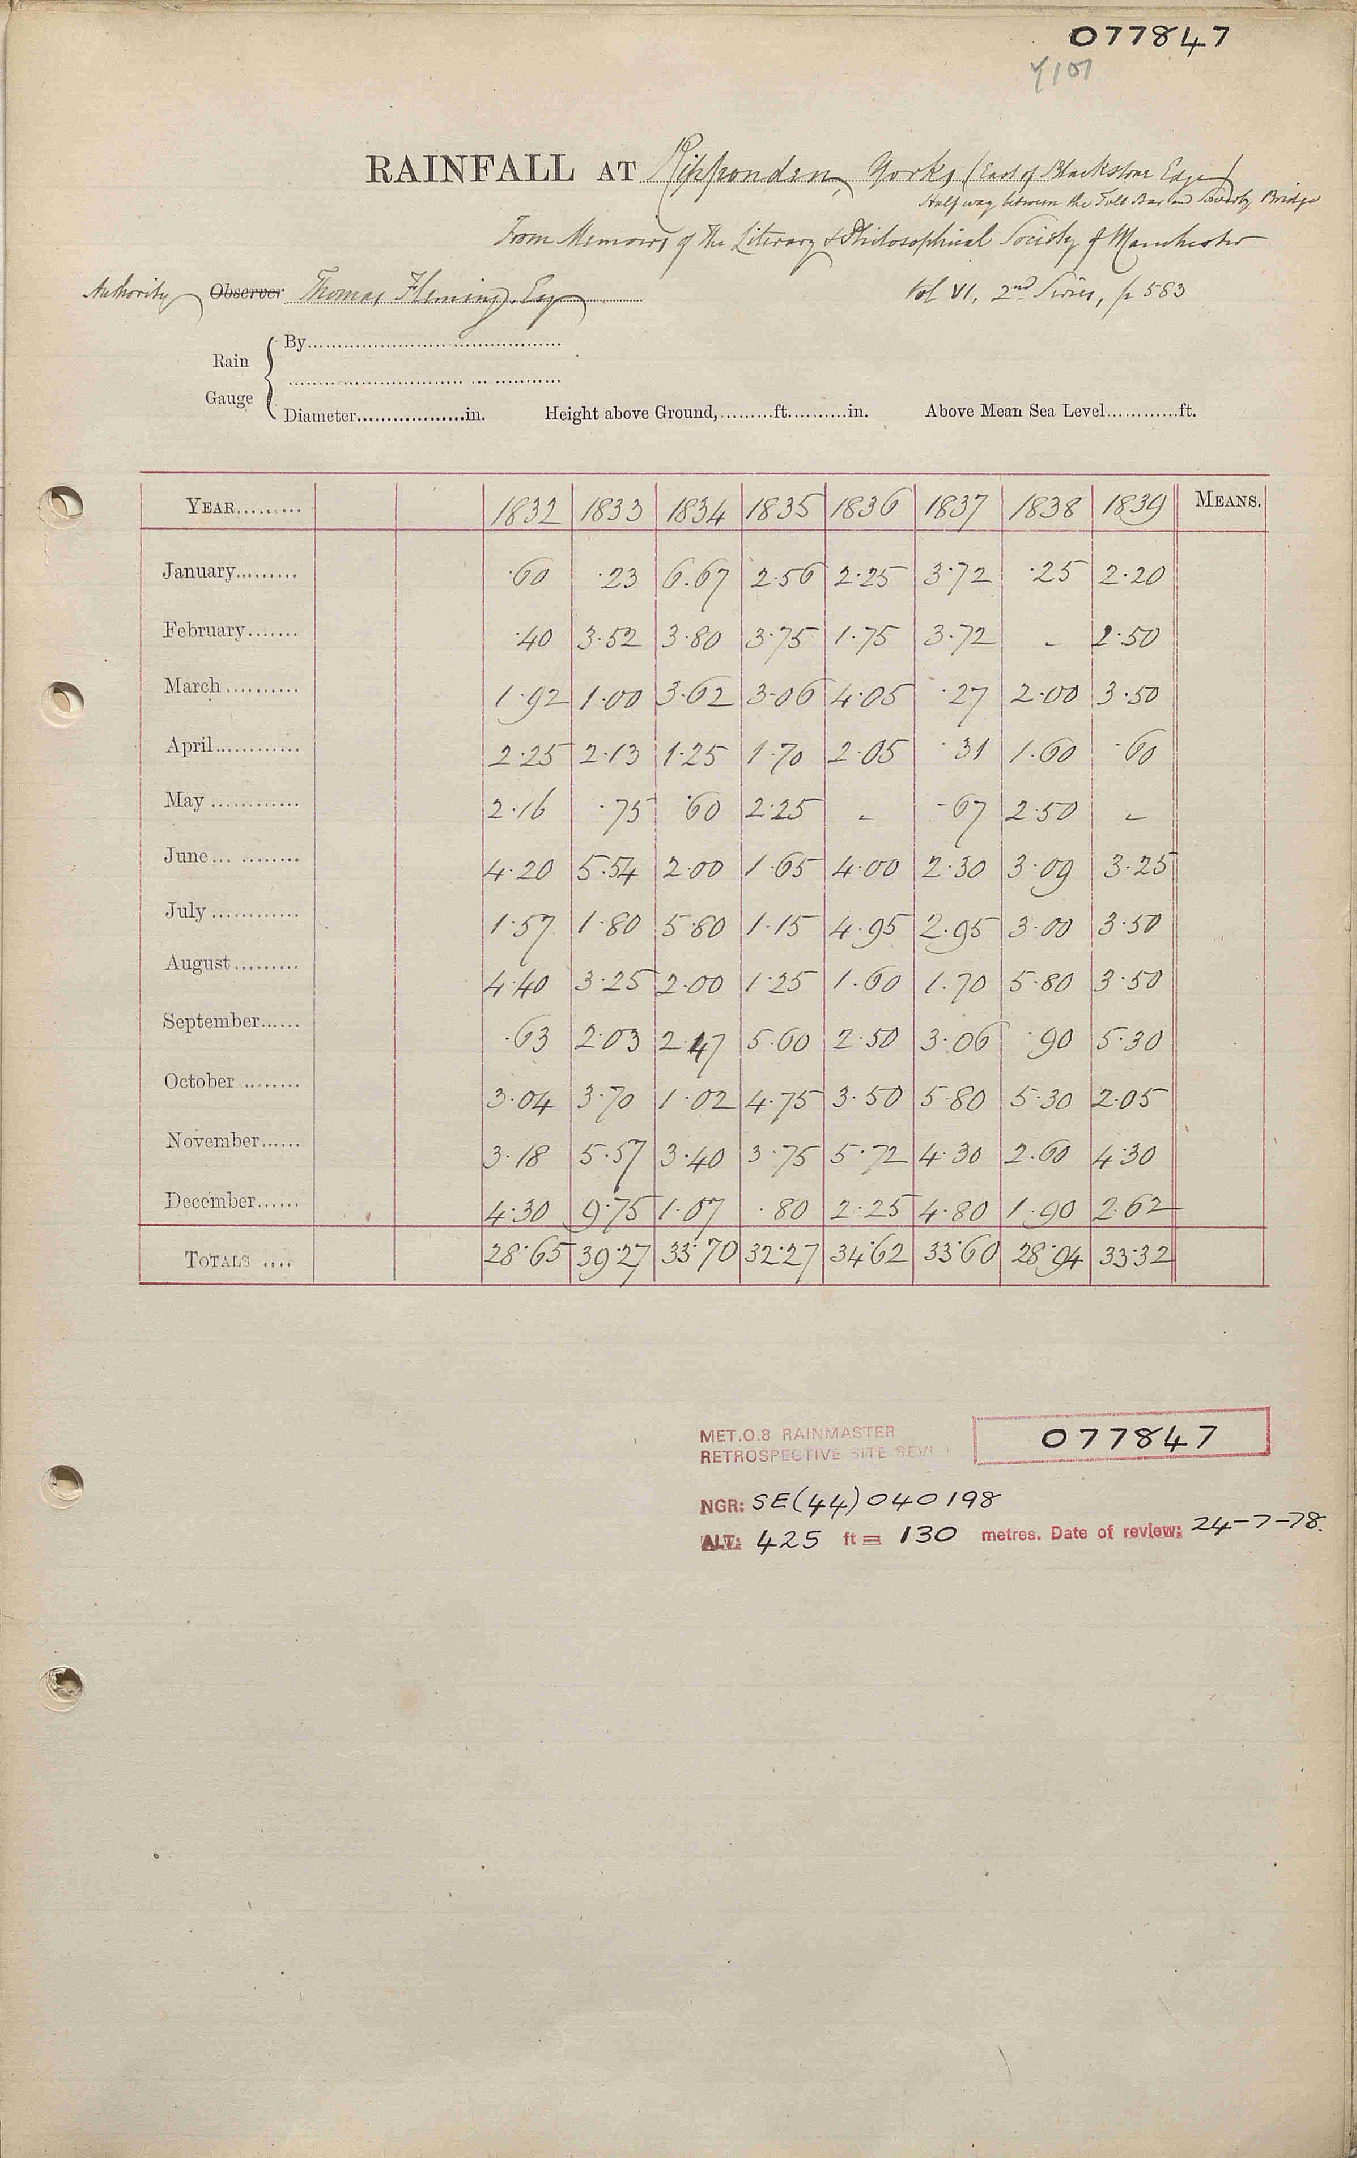 077847
RAINFALL AT Ripponden, Yorks (East of Blackstone Edge)
Half way between the Toll Bar and Sowerby Bridge
From Memoirs of the Literary & Philosophical Society of Manchester
Authority Observer Thomas Fleming, Esq
Vol VI, 2nd Series, p 583
Rain Gauge
By
Diameter in. Height above Ground, ft. in. Above Mean Sea Level ft.
YEAR 1832 1833 1834 1835 1836 1837 1838 1839 MEANS.
January ·60 ·23 6.67 2.56 2.25 3.72 ·25 2.20
February ·40 3.52 3.80 3.75 1.75 3.72 - 2.50
March 1.92 1.00 3.62 3.06 4.05 ·27 2.00 3.50
April 2.25 2.13 1.25 1.70 2.05 ·31 1.60 ·60
May 2.16 ·75 ·60 2.25 - ·67 2.50 -
June 4.20 5.54 2.00 1.65 4.00 2.30 3.09 3.25
July 1.57 1.80 5.80 1.15 4.95 2.95 3.00 3.50
August 4.40 3.25 2.00 1.25 1.60 1.70 5.80 3.50
September ·63 2.03 2.47 5.60 2.50 3.06 ·90 5.30
October 3.04 3.70 1.02 4.75 3.50 5.80 5.30 2.05
November 3.18 5.57 3.40 3.75 5.72 4.30 2.60 4.30
December 4.30 9.75 1.07 ·80 2.25 4.80 1.90 2.62
TOTALS 28.65 39.27 33.70 32.27 34.62 33.60 28.94 33.32
MET.O.8 RAINMASTER
RETROSPECTIVE SITE REVIEW
077847
NGR: SE(44)040198
ALT: 425 ft = 130 metres. Date of review: 24-7-78.